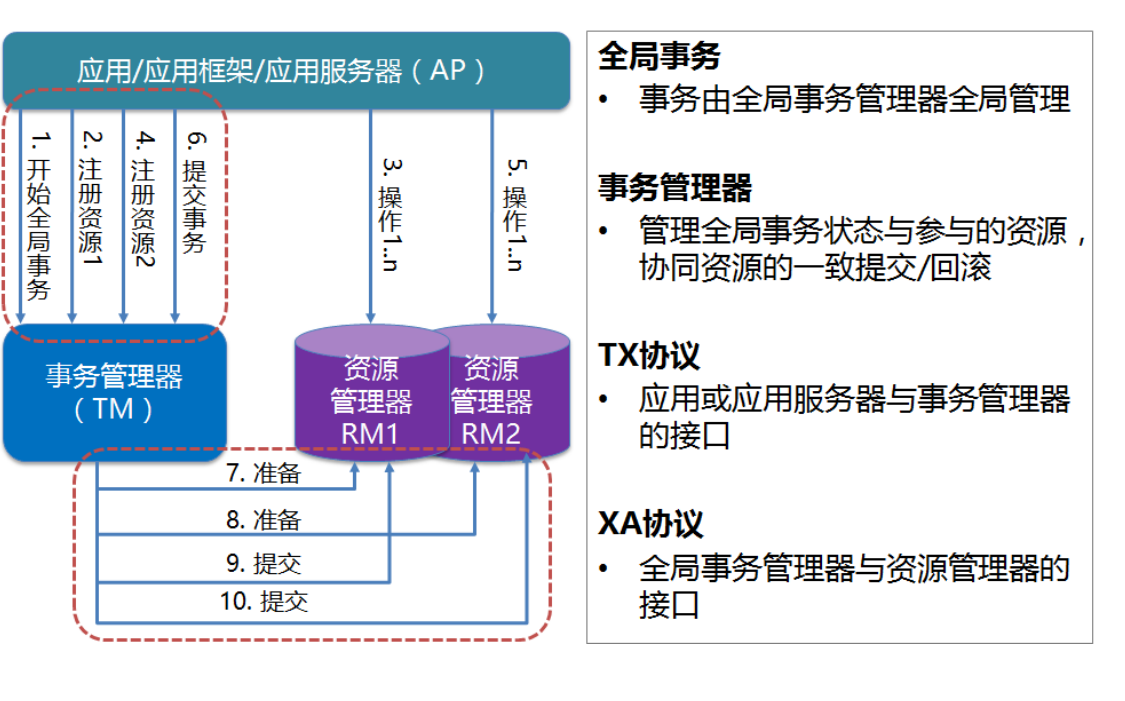 应用/应用框架/应用服务器（AP）
1. 开始全局事务
2. 注册资源1
4. 注册资源2
6. 提交事务
3. 操作1..n
5. 操作1..n
事务管理器
（TM）
资源
管理器
RM1
资源
管理器
RM2
7. 准备
8. 准备
9. 提交
10. 提交
全局事务
• 事务由全局事务管理器全局管理
事务管理器
• 管理全局事务状态与参与的资源，
协同资源的一致提交/回滚
TX协议
• 应用或应用服务器与事务管理器
的接口
XA协议
• 全局事务管理器与资源管理器的
接口